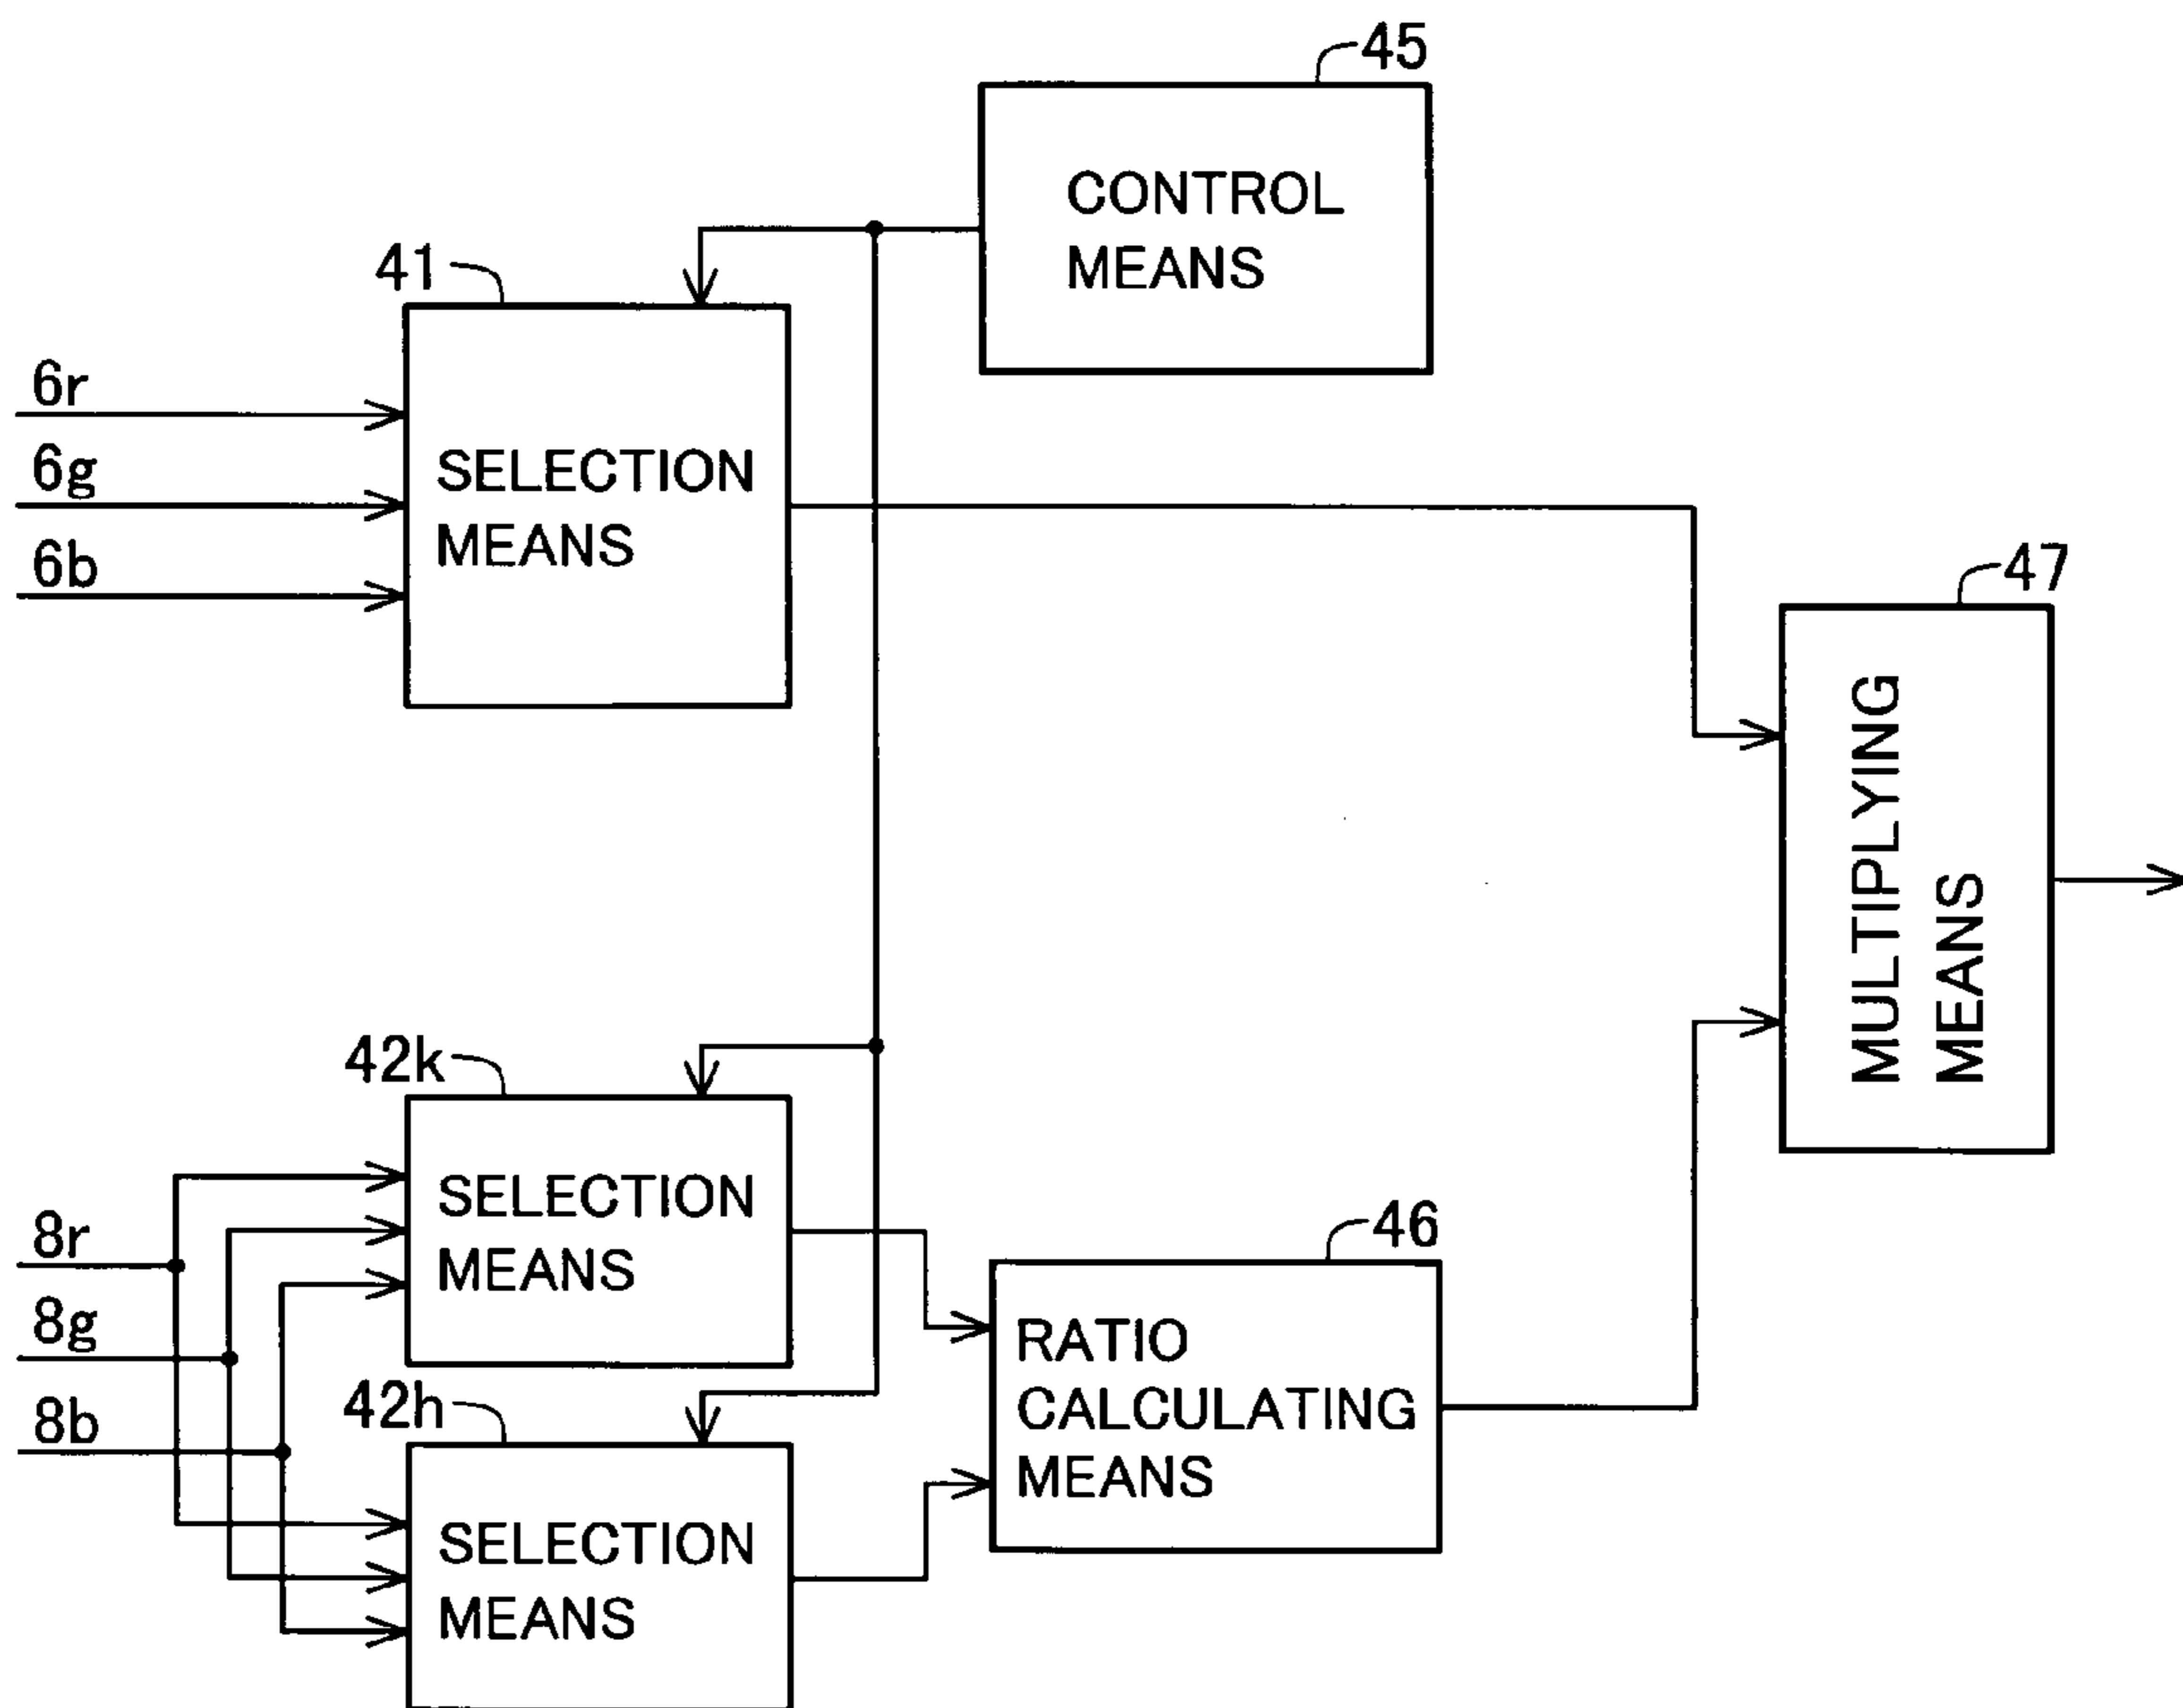 45
CONTROL
MEANS
41
6r
6g
6b
SELECTION
MEANS
47
MULTIPLYING
MEANS
42k
SELECTION
MEANS
8r
8g
8b
46
RATIO
CALCULATING
MEANS
42h
SELECTION
MEANS